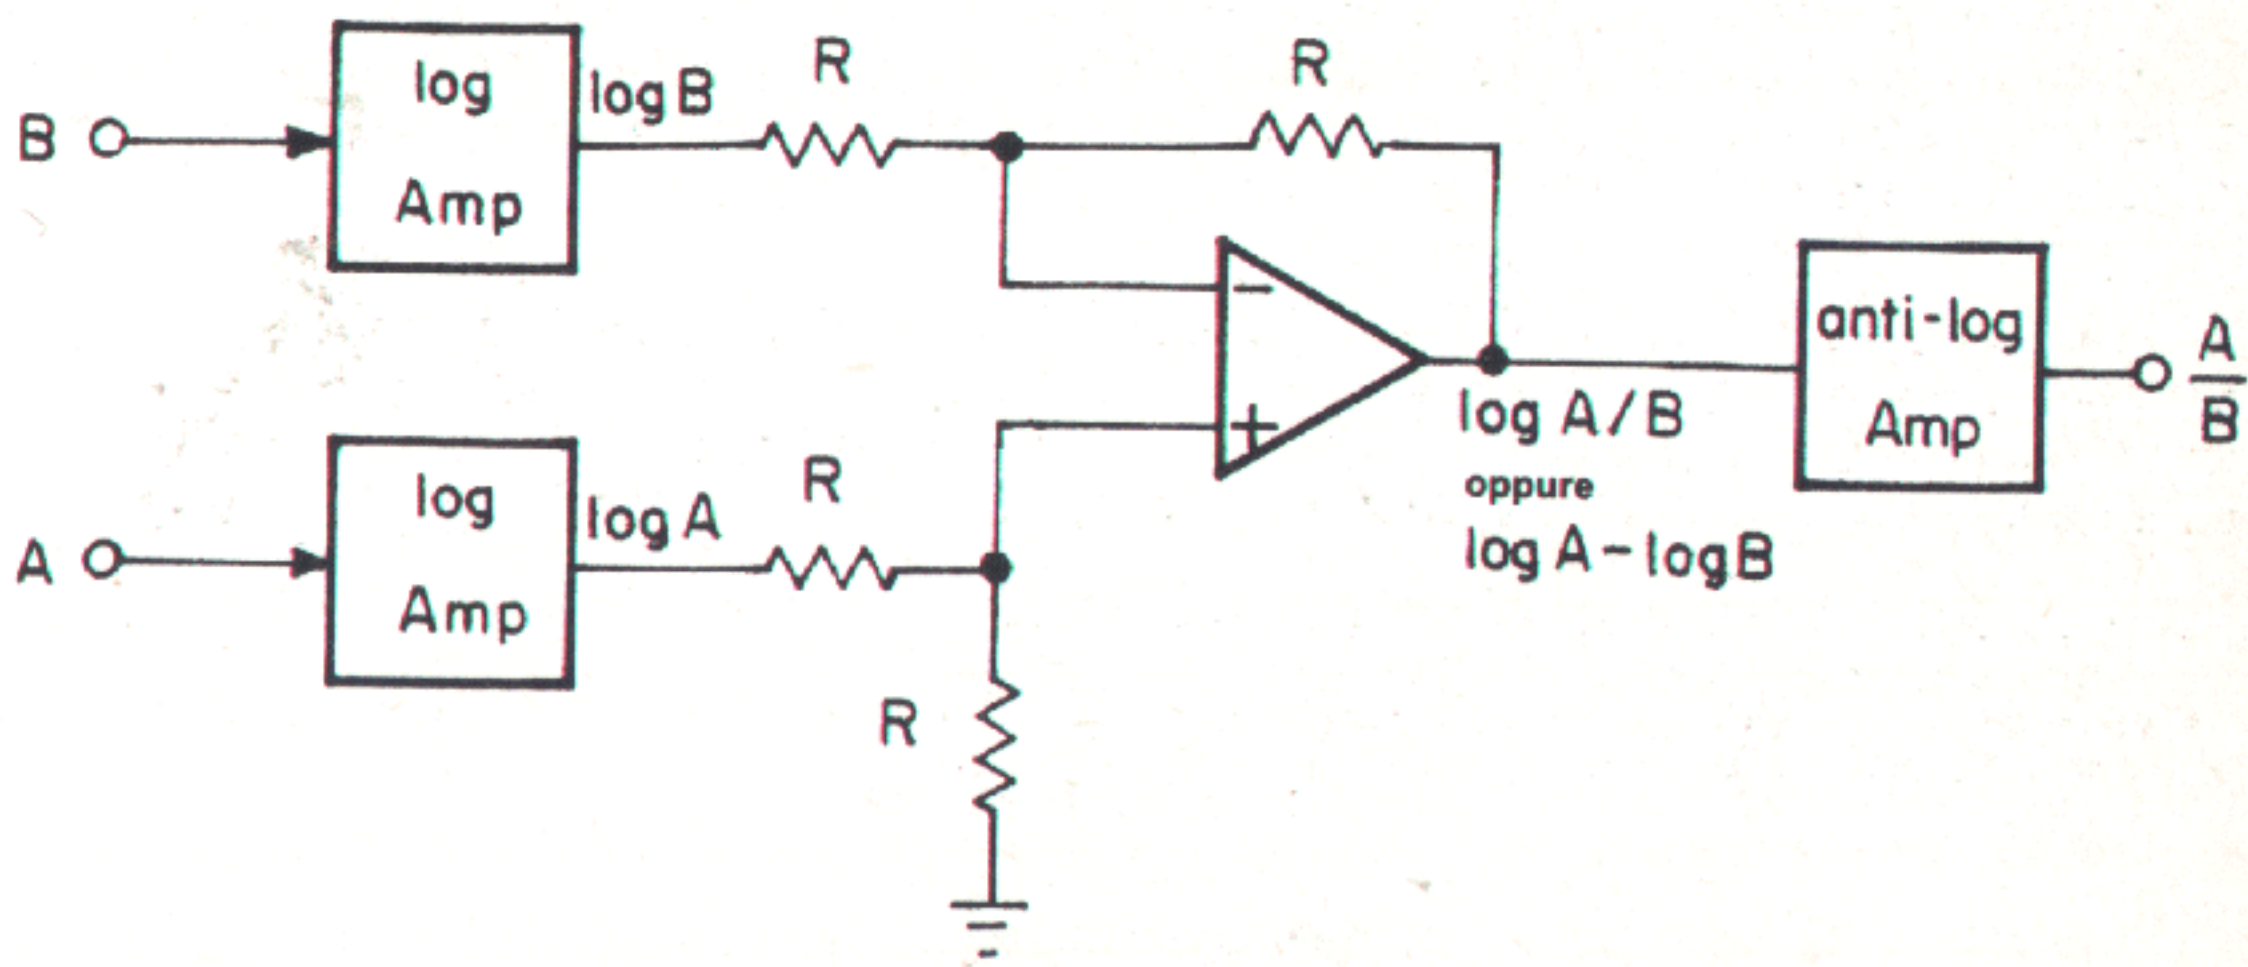 B
log
Amp
log B
R
R
A
log
Amp
log A
R
R
−
+
log A/B
oppure
log A−log B
anti-log
Amp
A
B